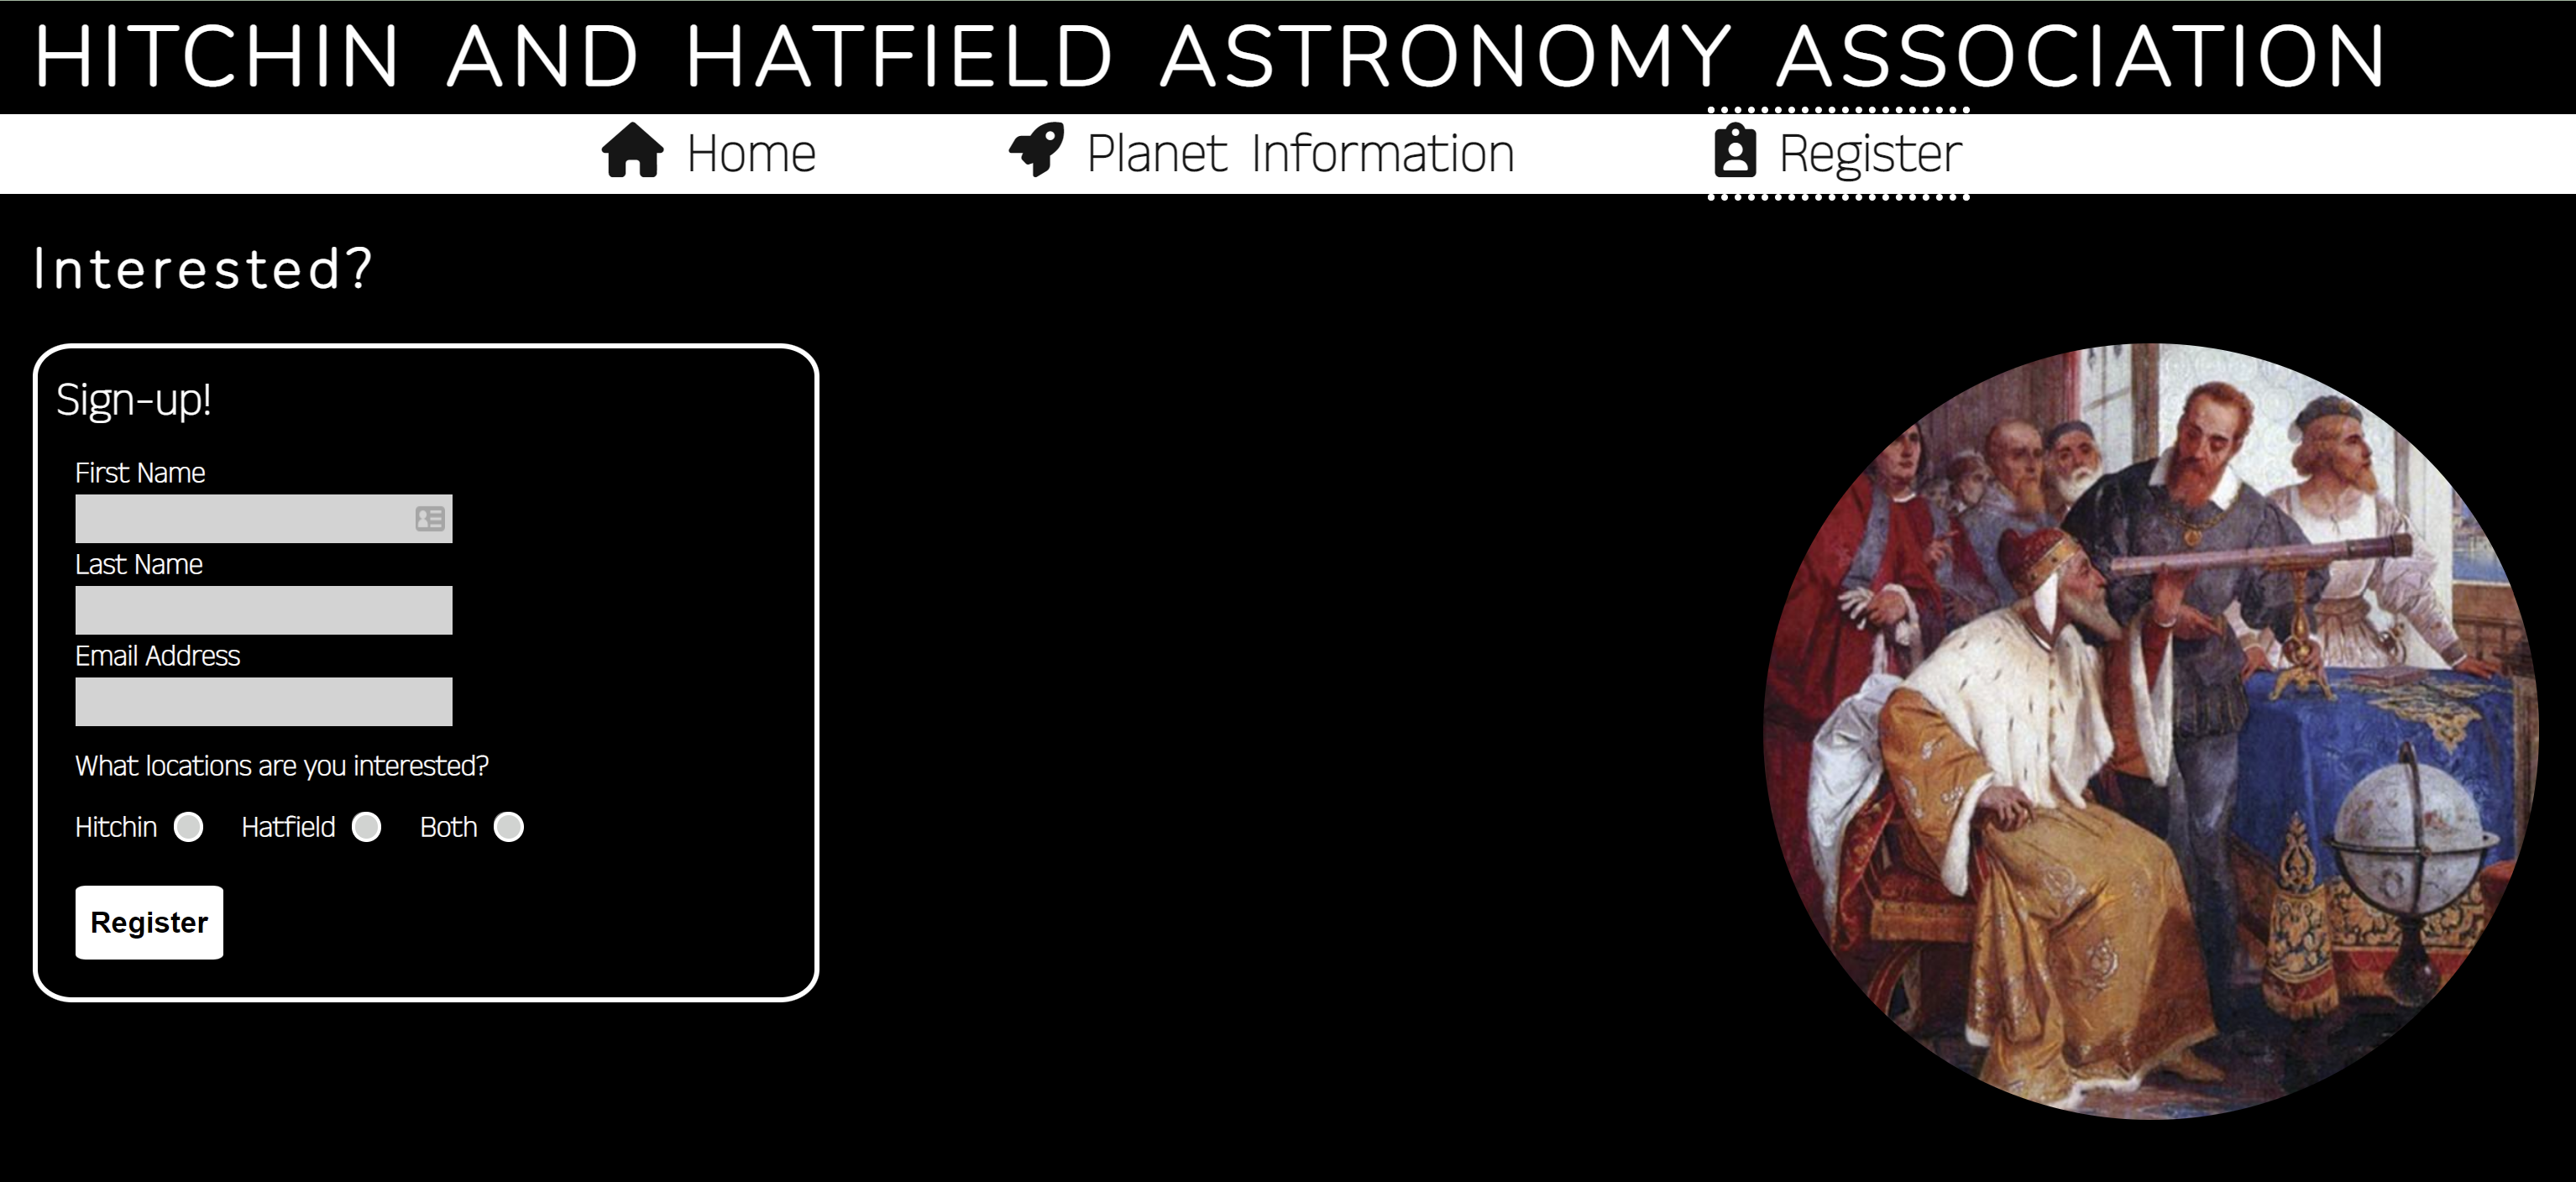 HITCHIN AND HATFIELD ASTRONOMY ASSOCIATION
Home Planet Information Register
Interested?
Sign-up!
First Name
Last Name
Email Address
What locations are you interested?
Hitchin Hatfield Both
Register